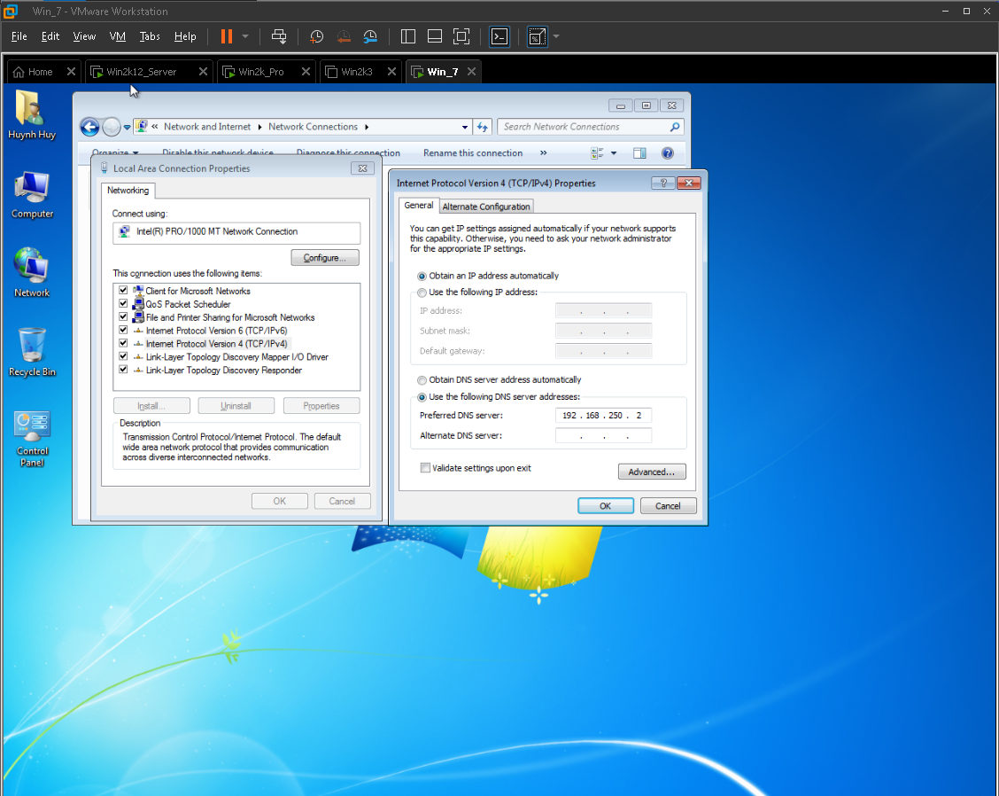 Win_7 - VMware Workstation
File Edit View VM Tabs Help
Home Win2k12_Server Win2k_Pro Win2k3 Win_7
Huynh Huy
Computer
Network
Recycle Bin
Control
Panel
« Network and Internet Network Connections
Search Network Connections
Organize Disable this network device Diagnose this connection Rename this connection »
Local Area Connection Properties
Networking
Connect using:
Intel(R) PRO/1000 MT Network Connection
Configure...
This connection uses the following items:
Client for Microsoft Networks
QoS Packet Scheduler
File and Printer Sharing for Microsoft Networks
Internet Protocol Version 6 (TCP/IPv6)
Internet Protocol Version 4 (TCP/IPv4)
Link-Layer Topology Discovery Mapper I/O Driver
Link-Layer Topology Discovery Responder
Install... Uninstall Properties
Description
Transmission Control Protocol/Internet Protocol. The default
wide area network protocol that provides communication
across diverse interconnected networks.
OK Cancel
Internet Protocol Version 4 (TCP/IPv4) Properties
General Alternate Configuration
You can get IP settings assigned automatically if your network supports
this capability. Otherwise, you need to ask your network administrator
for the appropriate IP settings.
Obtain an IP address automatically
Use the following IP address:
IP address: . . .
Subnet mask: . . .
Default gateway: . . .
Obtain DNS server address automatically
Use the following DNS server addresses:
Preferred DNS server: 192 . 168 . 250 . 2
Alternate DNS server: . . .
Validate settings upon exit
Advanced...
OK Cancel